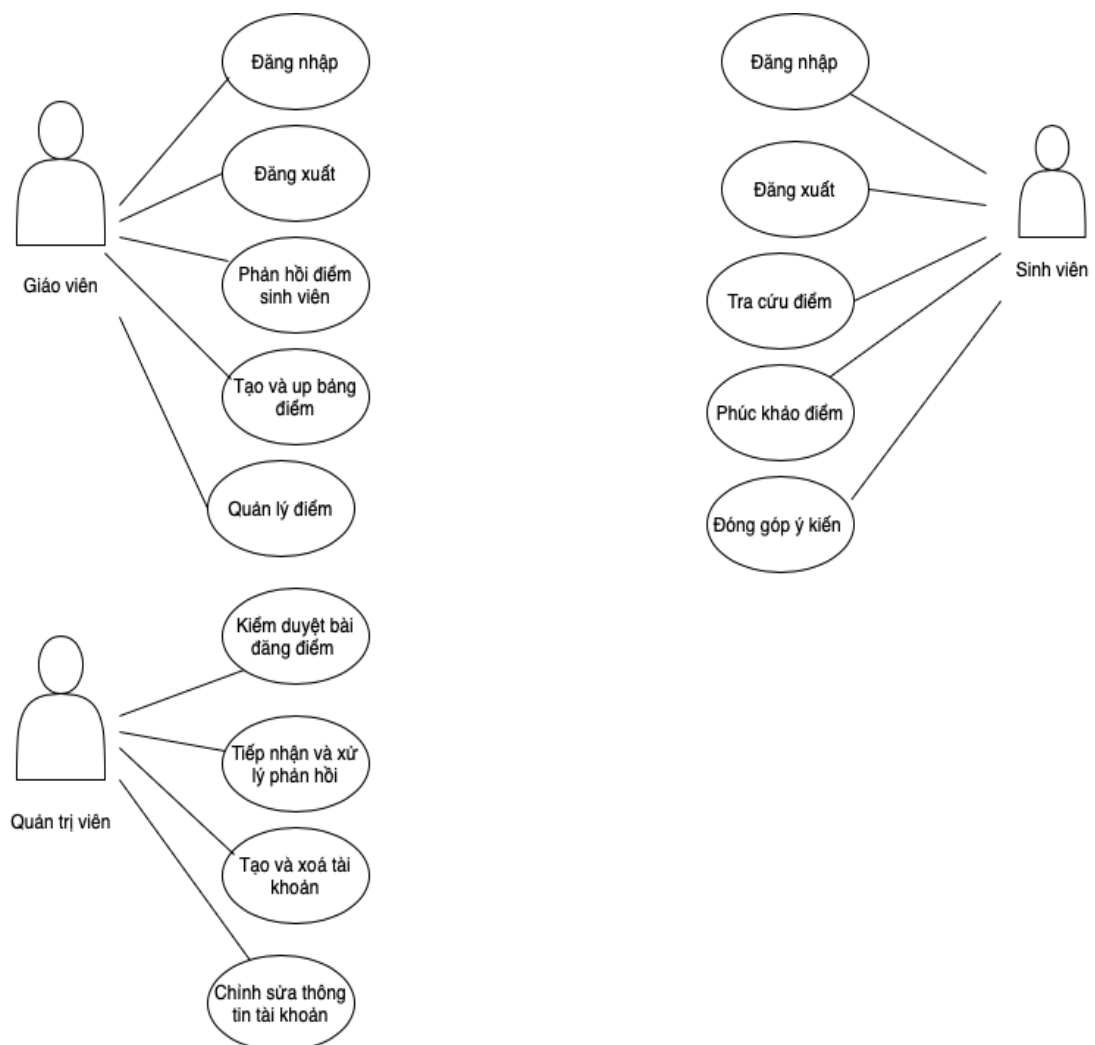 Đăng nhập
Đăng xuất
Phản hồi điểm
sinh viên
Tạo và up bảng
điểm
Quản lý điểm
Giáo viên
Đăng nhập
Đăng xuất
Tra cứu điểm
Phúc khảo điểm
Đóng góp ý kiến
Sinh viên
Kiểm duyệt bài
đăng điểm
Tiếp nhận và xử
lý phản hồi
Tạo và xoá tài
khoản
Chỉnh sửa thông
tin tài khoản
Quản trị viên